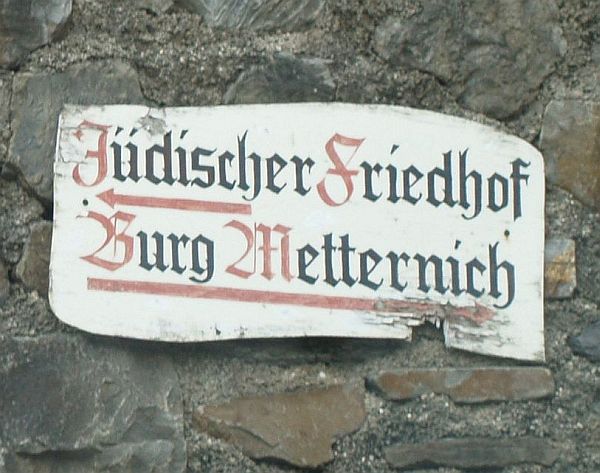 Jüdischer Friedhof
Burg Metternich